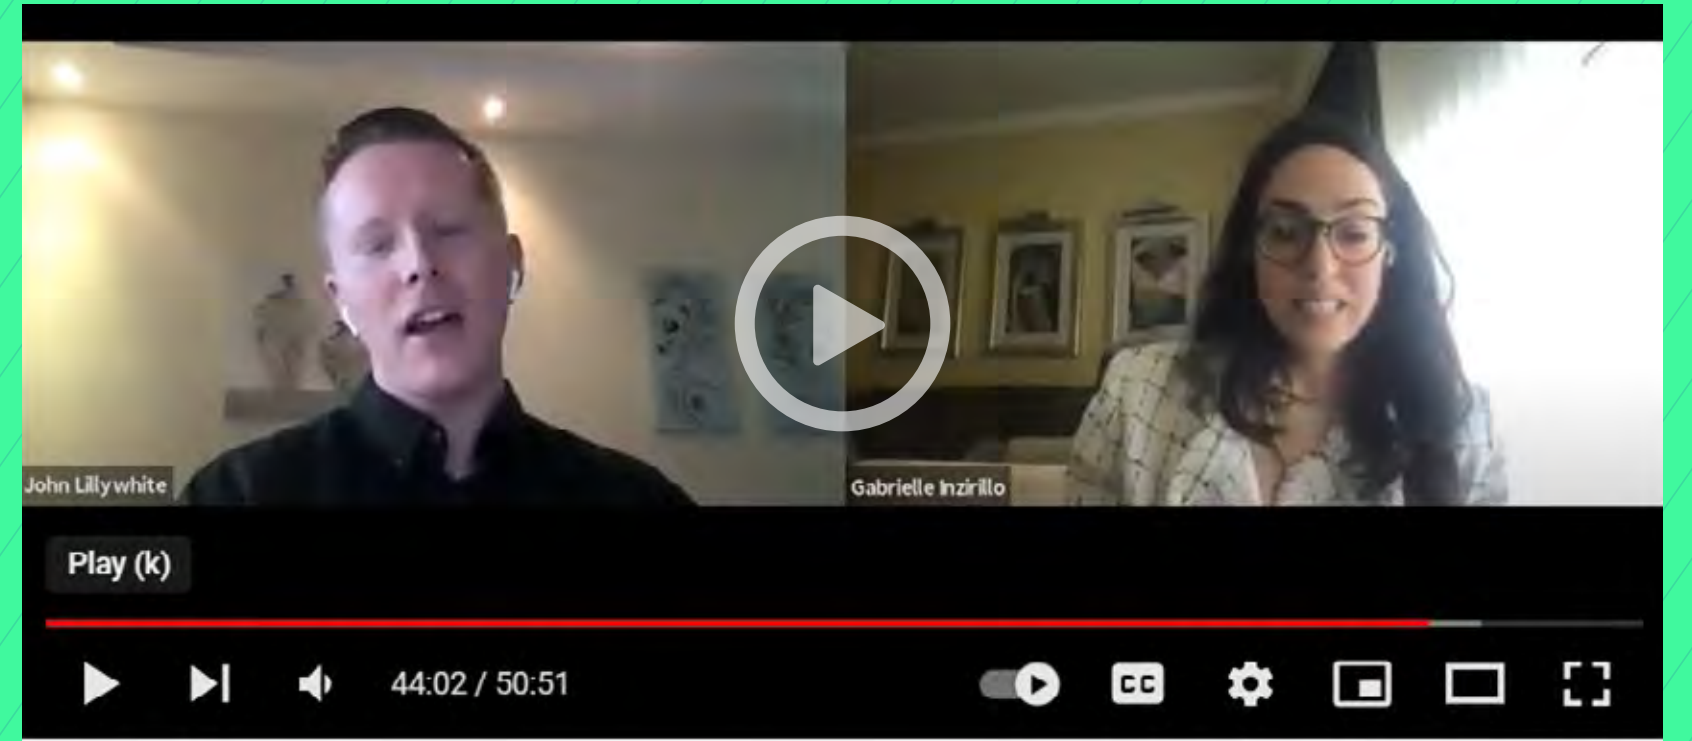 John Lillywhite
Gabrielle Inzirillo
Play (k)
44:02 / 50:51
CC